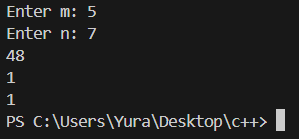 Enter m: 5
Enter n: 7
48
1
1
PS C:\Users\Yura\Desktop\c++>